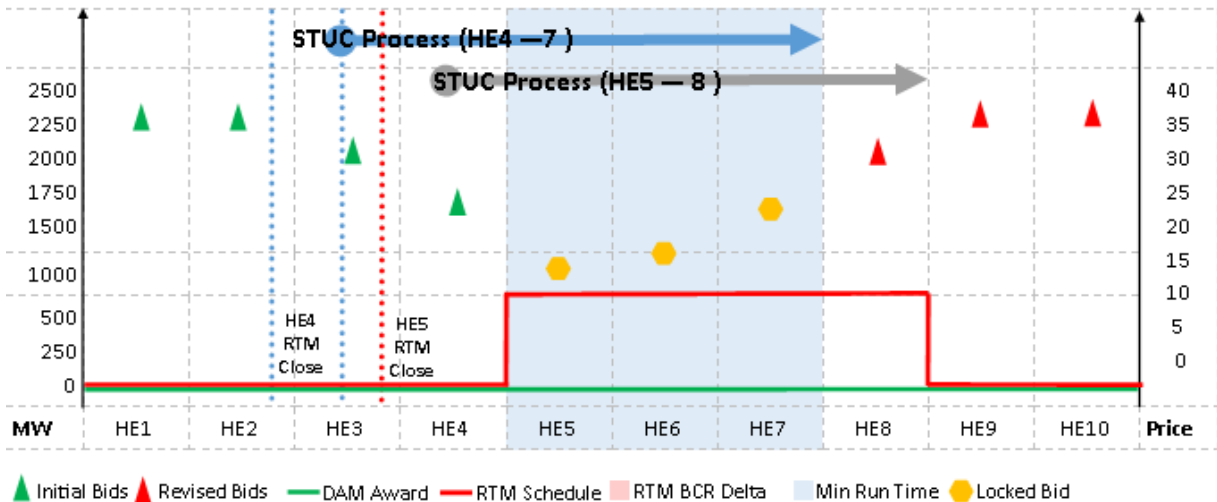 STUC Process (HE4 —7 )
STUC Process (HE5 — 8 )
2500
2250
2000
1750
1500
1000
500
250
0
40
35
30
25
20
15
10
5
0
HE4
RTM
Close
HE5
RTM
Close
MW HE1 HE2 HE3 HE4 HE5 HE6 HE7 HE8 HE9 HE10 Price
Initial Bids Revised Bids DAM Award RTM Schedule RTM BCR Delta Min Run Time Locked Bid